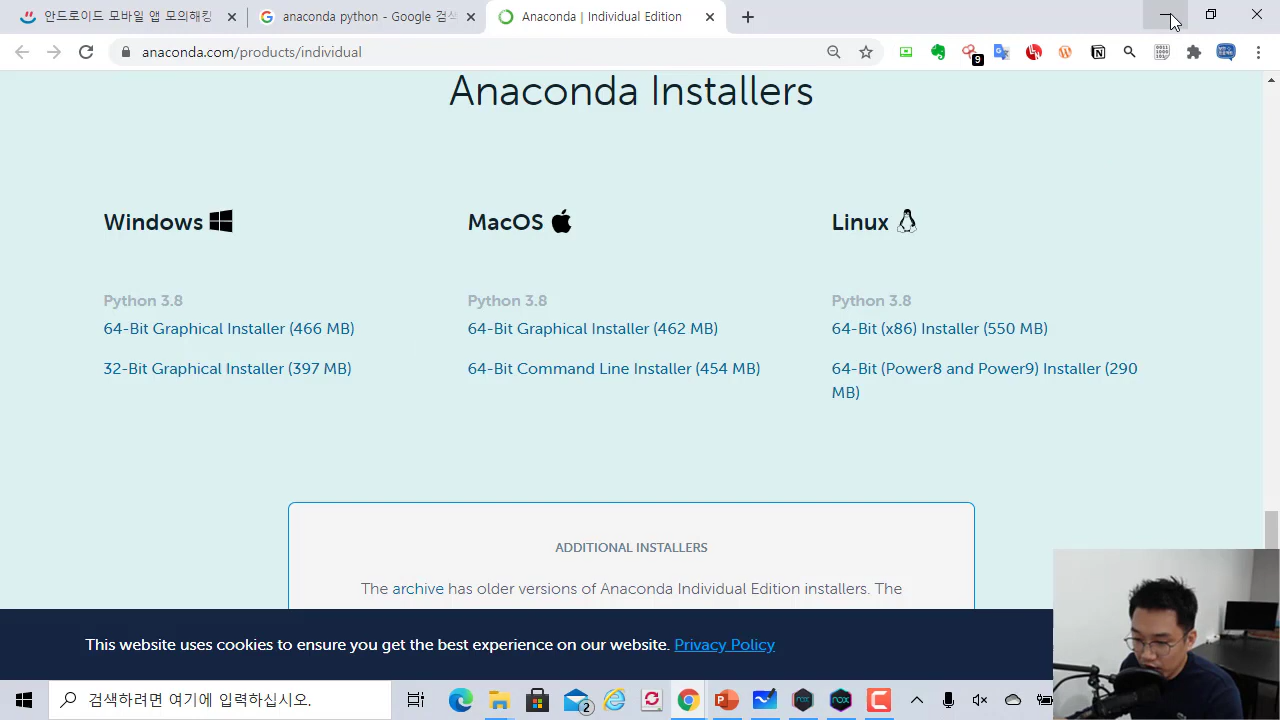 안드로이드 모바일 앱 모의해킹
anaconda python - Google 검색
Anaconda | Individual Edition
anaconda.com/products/individual
9
Anaconda Installers
Windows
MacOS
Linux
Python 3.8
Python 3.8
Python 3.8
64-Bit Graphical Installer (466 MB)
64-Bit Graphical Installer (462 MB)
64-Bit (x86) Installer (550 MB)
32-Bit Graphical Installer (397 MB)
64-Bit Command Line Installer (454 MB)
64-Bit (Power8 and Power9) Installer (290
MB)
ADDITIONAL INSTALLERS
The archive has older versions of Anaconda Individual Edition installers. The
This website uses cookies to ensure you get the best experience on our website. Privacy Policy
검색하려면 여기에 입력하십시오.
2
nox